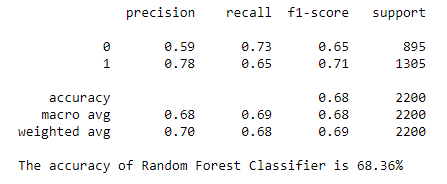 precision recall f1-score support
0 0.59 0.73 0.65 895
1 0.78 0.65 0.71 1305
accuracy 0.68 2200
macro avg 0.68 0.69 0.68 2200
weighted avg 0.70 0.68 0.69 2200
The accuracy of Random Forest Classifier is 68.36%